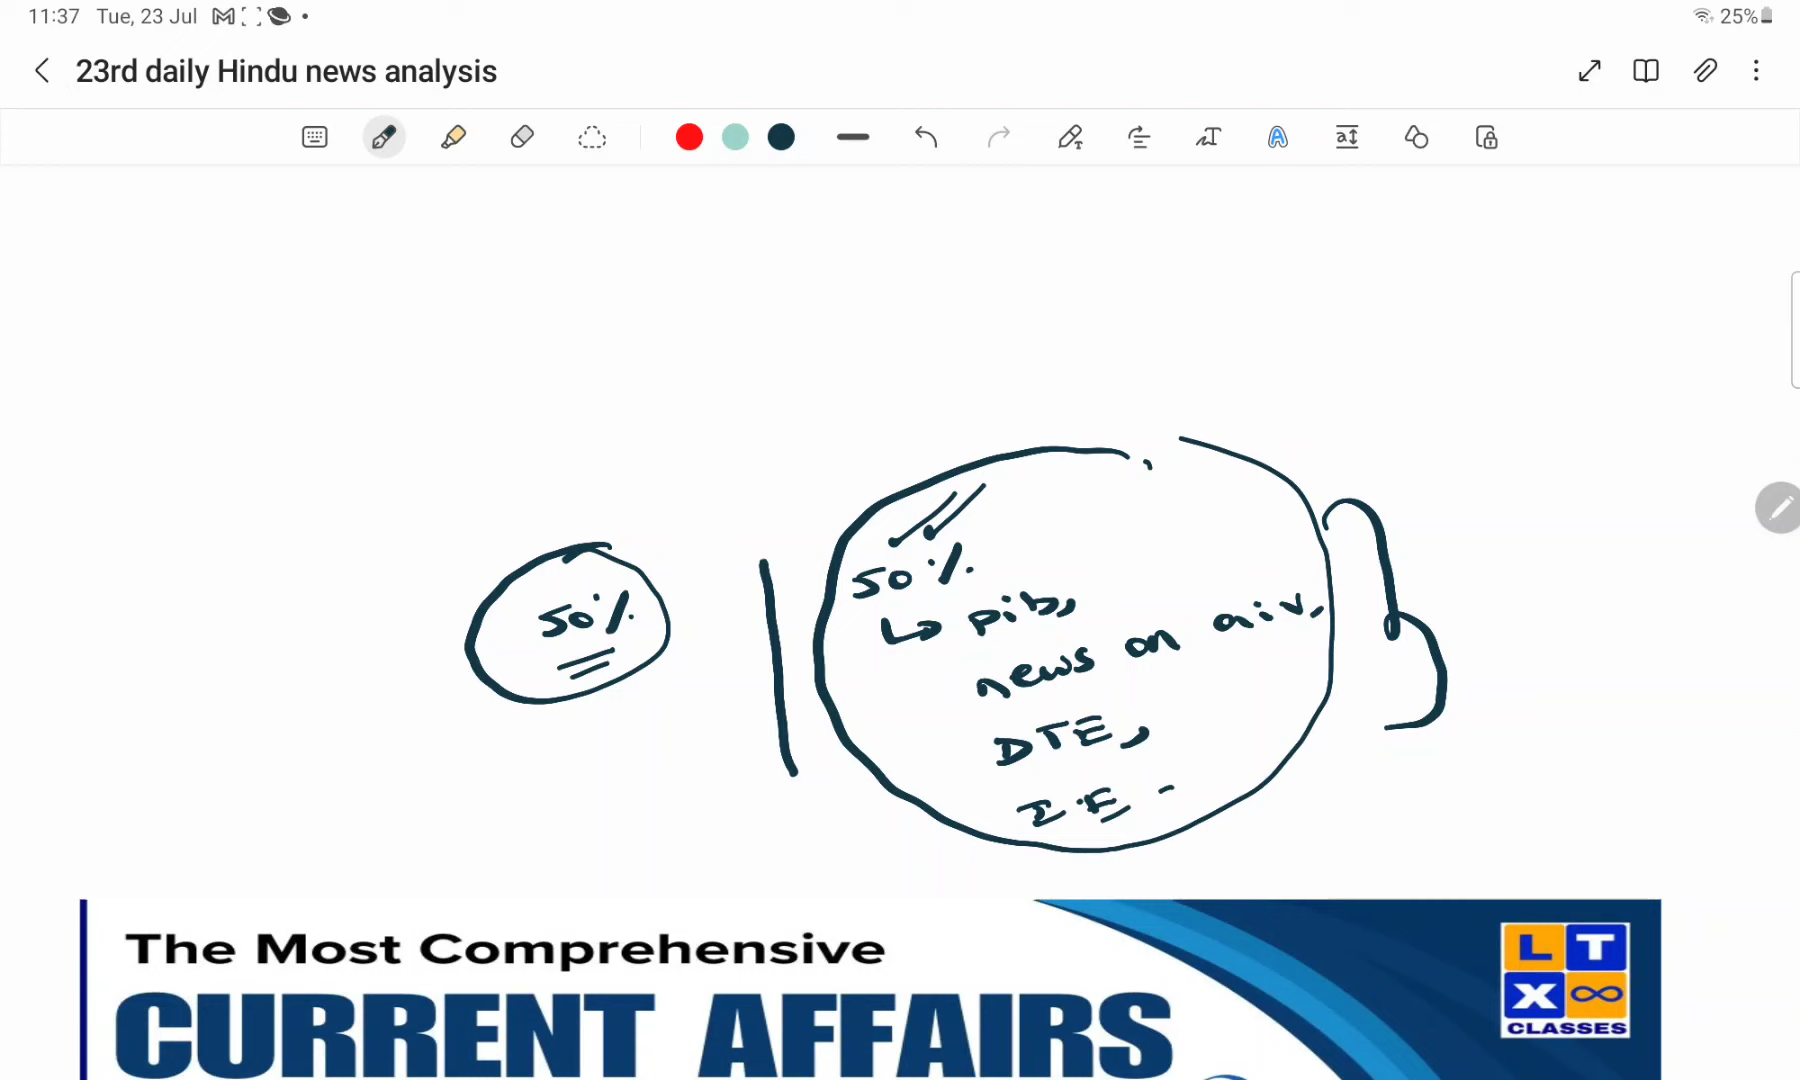 11:37 Tue, 23 Jul
25%
23rd daily Hindu news analysis
50%
50%
pib,
news on air,
DTE,
I.E -
The Most Comprehensive
CURRENT AFFAIRS
L T
X ∞
CLASSES